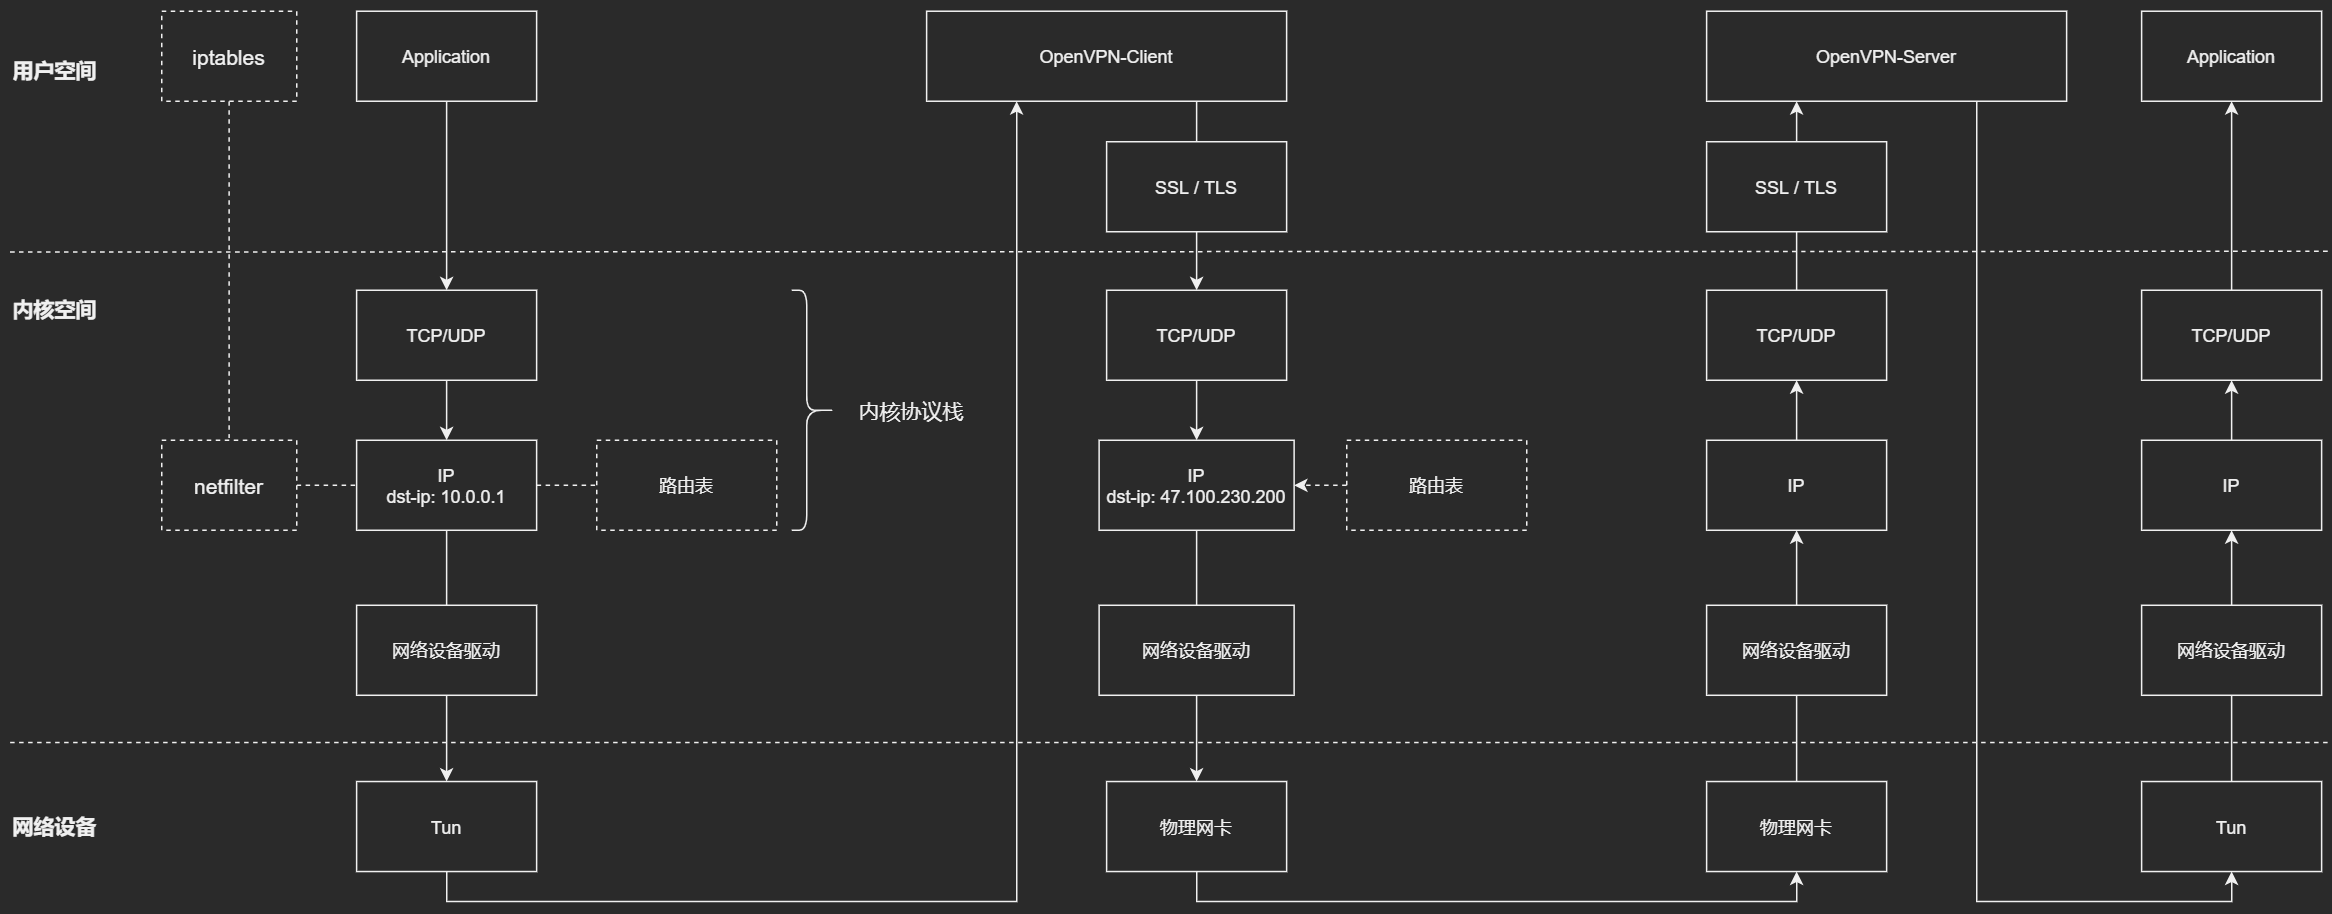 用户空间
iptables
Application
OpenVPN-Client
OpenVPN-Server
Application
SSL / TLS
SSL / TLS
内核空间
TCP/UDP
TCP/UDP
TCP/UDP
TCP/UDP
内核协议栈
netfilter
IP
dst-ip: 10.0.0.1
路由表
IP
dst-ip: 47.100.230.200
路由表
IP
IP
网络设备驱动
网络设备驱动
网络设备驱动
网络设备驱动
网络设备
Tun
物理网卡
物理网卡
Tun